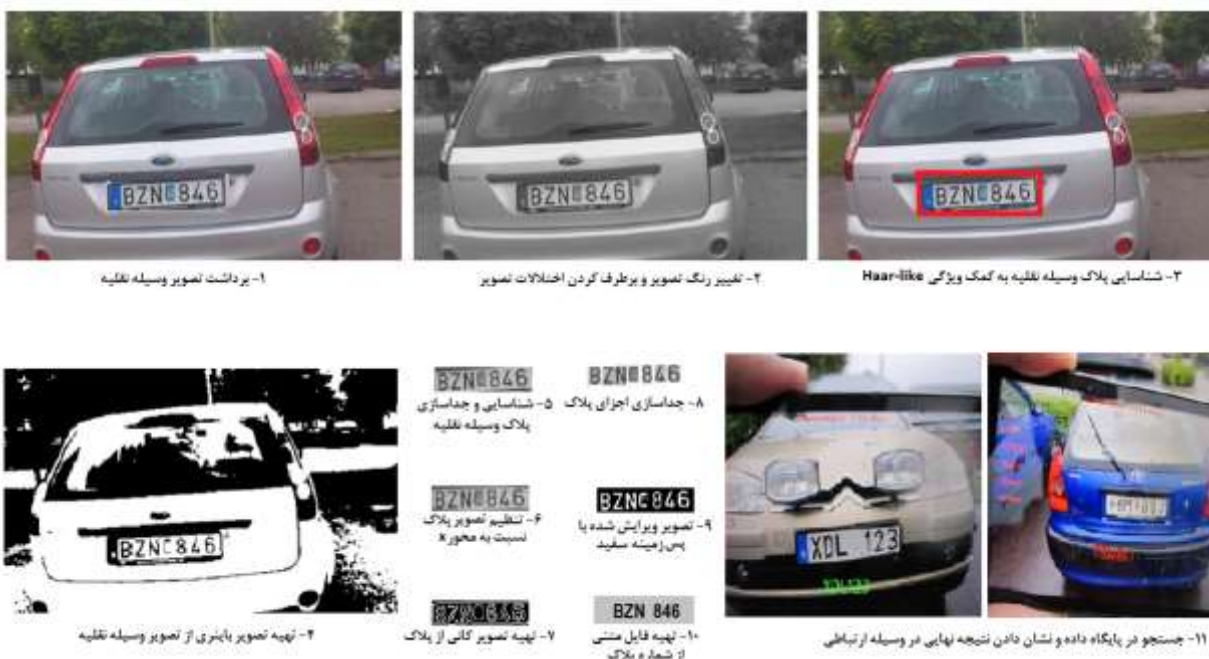 BZN C 846
BZN C 846
BZN C 846
۱- برداشت تصویر وسیله نقلیه
۲- تغییر رنگ تصویر و برطرف کردن اختلالات تصویر
۳- شناسایی پلاک وسیله نقلیه به کمک ویژگی Haar-like
BZNC846
۴- تهیه تصویر باینری از تصویر وسیله نقلیه
BZN 846
۵- شناسایی و جداسازی
پلاک وسیله نقلیه
BZN 846
۸- جداسازی اجزای پلاک
BZN 846
۶- تنظیم تصویر پلاک
نسبت به محور x
BZNC846
۹- تصویر ویرایش شده با
پس‌زمینه سفید
۷- تهیه تصویر کانی از پلاک
BZN 846
۱۰- تهیه فایل متنی
از شماره پلاک
XDL 123
XDL123
۱۱- جستجو در پایگاه داده و نشان دادن نتیجه نهایی در وسیله ارتباطی